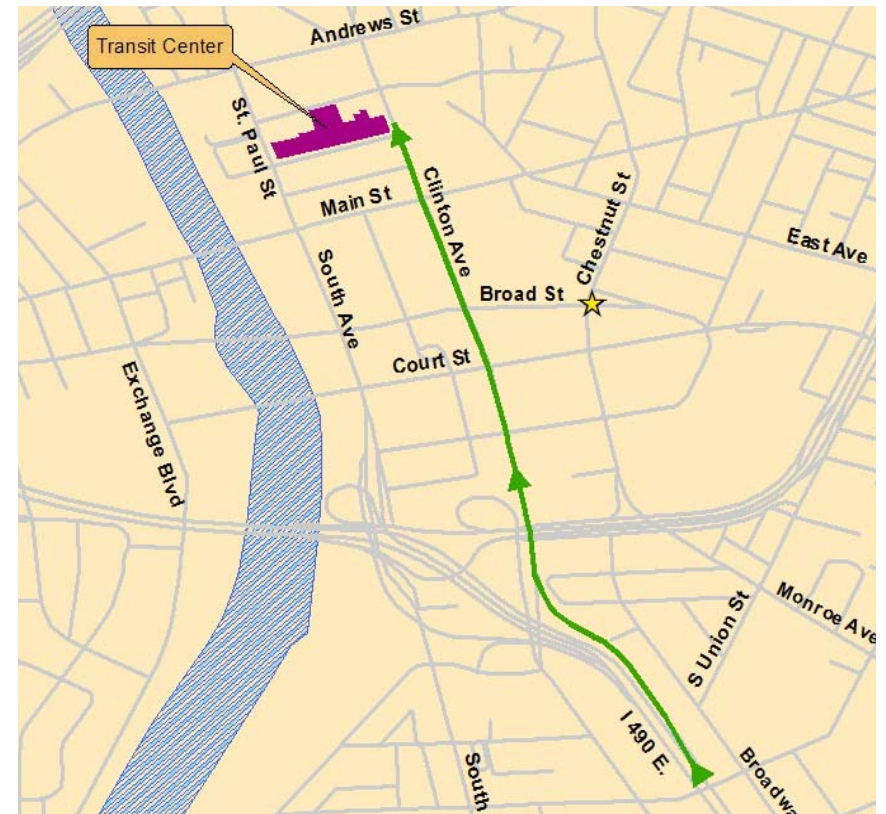 Andrews St
Transit Center
St. Paul St
Main St
Clinton Ave
Chestnut St
East Ave
South Ave
Broad St
Court St
Exchange Blvd
S Union St
Monroe Ave
I 490 E.
South
Broadwa